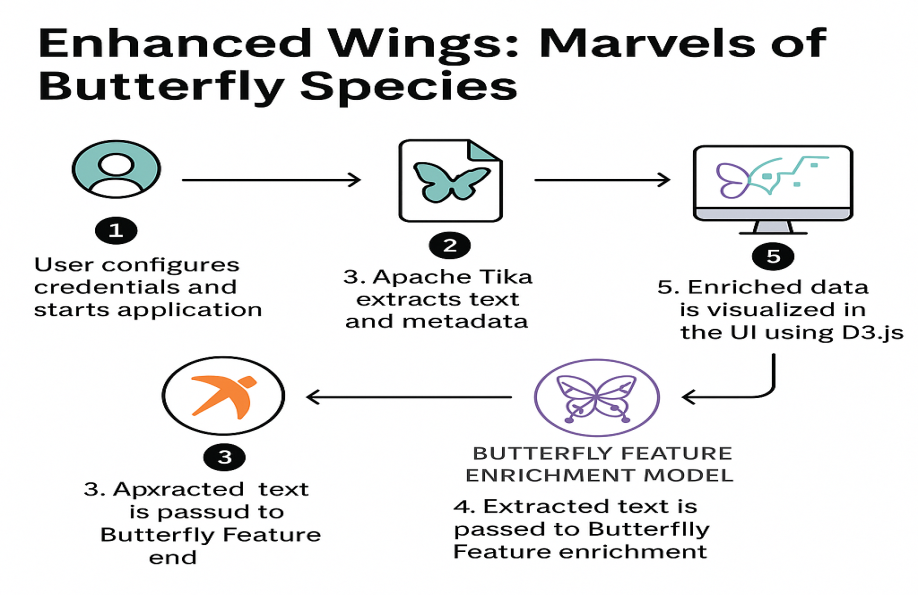 Enhanced Wings: Marvels of
Butterfly Species
1
User configures
credentials and
starts application
2
3. Apache Tika
extracts text
and metadata
5
5. Enriched data
is visualized in
the UI using D3.js
3
3. Apxracted text
is passud to
Butterfly Feature
end
BUTTERFLY FEATURE
ENRICHMENT MODEL
4. Extracted text is
passed to Butterflly
Feature enrichment